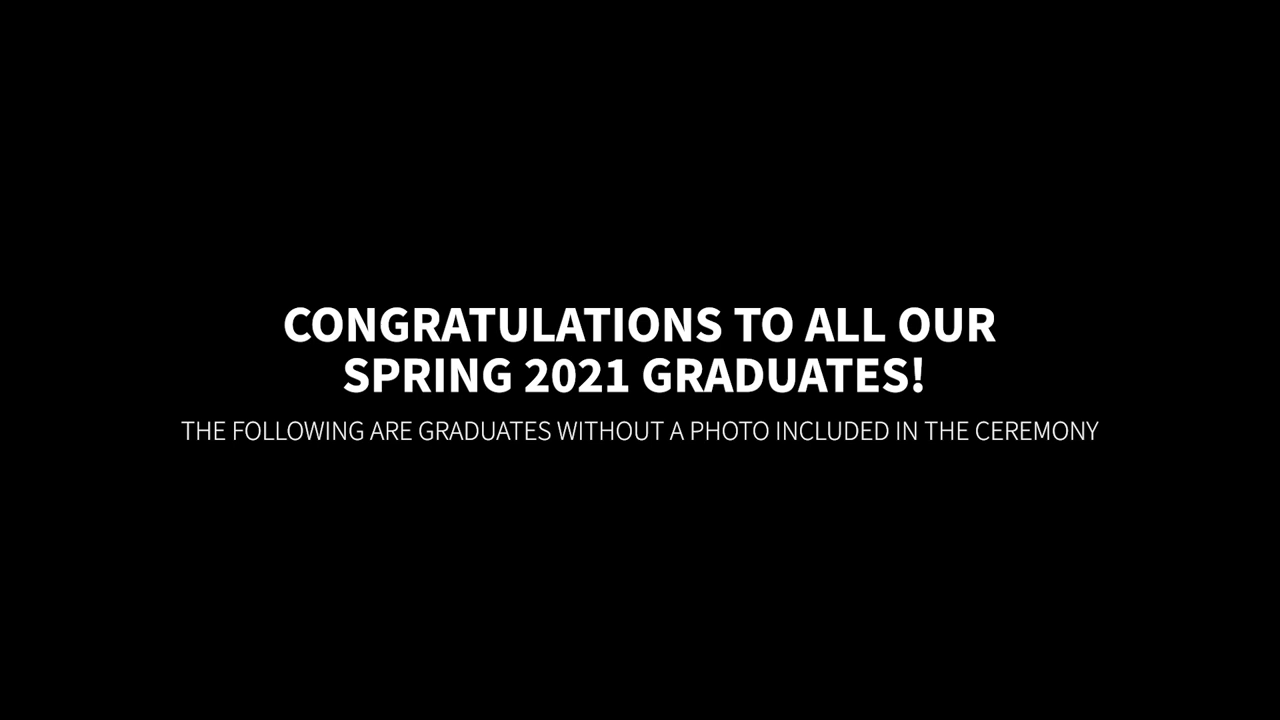 CONGRATULATIONS TO ALL OUR
SPRING 2021 GRADUATES!
THE FOLLOWING ARE GRADUATES WITHOUT A PHOTO INCLUDED IN THE CEREMONY